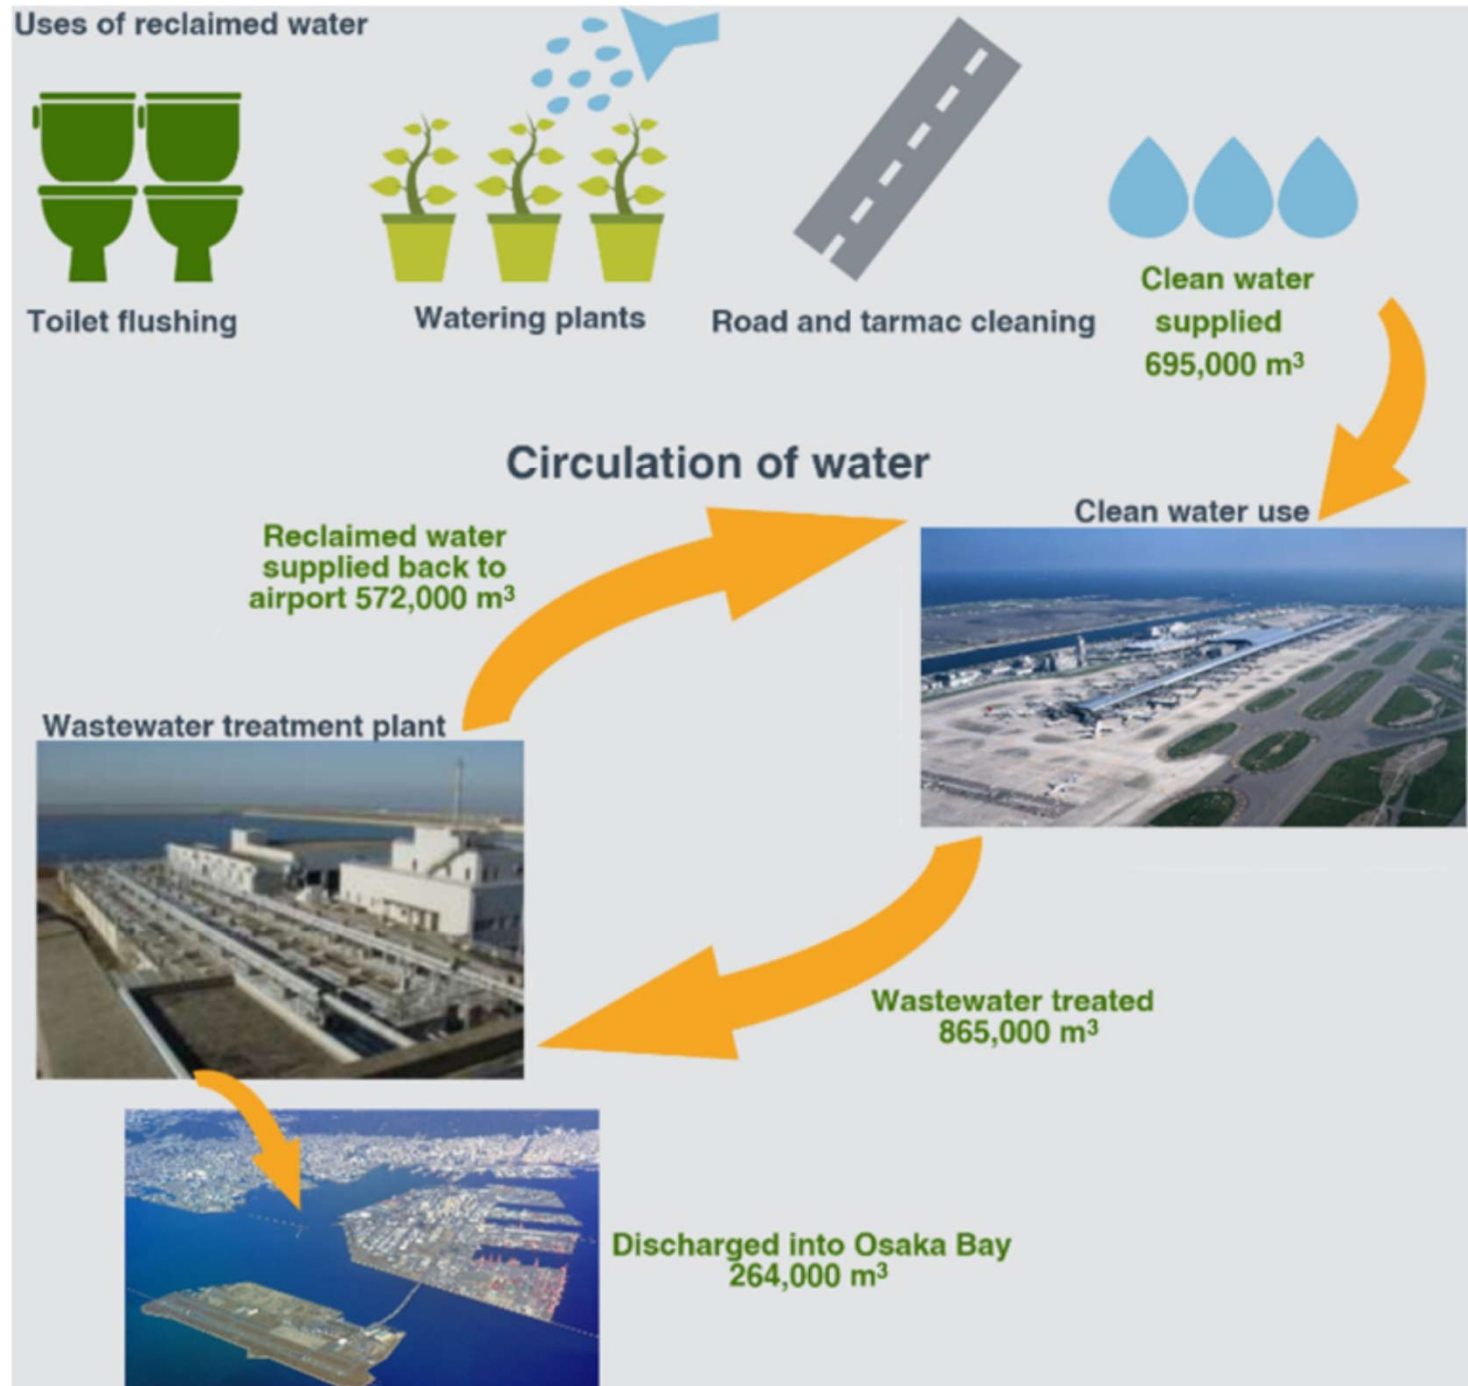 Uses of reclaimed water
Toilet flushing
Watering plants
Road and tarmac cleaning
Clean water
supplied
695,000 m³
Circulation of water
Reclaimed water
supplied back to
airport 572,000 m³
Clean water use
Wastewater treatment plant
Wastewater treated
865,000 m³
Discharged into Osaka Bay
264,000 m³